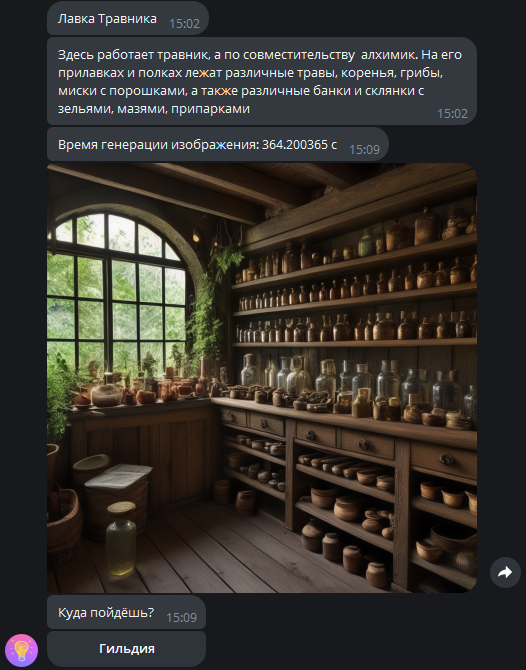 Лавка Травника
15:02
Здесь работает травник, а по совместительству  алхимик. На его
прилавках и полках лежат различные травы, коренья, грибы,
миски с порошками, а также различные банки и склянки с
зельями, мазями, припарками
15:02
Время генерации изображения: 364.200365 с
15:09
Куда пойдёшь?
15:09
Гильдия